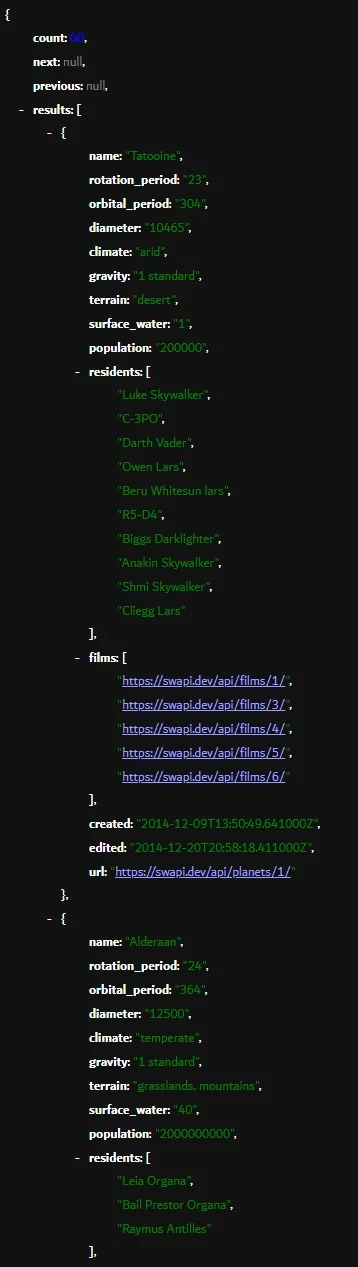 {
count: 60,
next: null,
previous: null,
- results: [
- {
name: "Tatooine",
rotation_period: "23",
orbital_period: "304",
diameter: "10465",
climate: "arid",
gravity: "1 standard",
terrain: "desert",
surface_water: "1",
population: "200000",
- residents: [
"Luke Skywalker",
"C-3PO",
"Darth Vader",
"Owen Lars",
"Beru Whitesun lars",
"R5-D4",
"Biggs Darklighter",
"Anakin Skywalker",
"Shmi Skywalker",
"Cliegg Lars"
],
- films: [
"https://swapi.dev/api/films/1/",
"https://swapi.dev/api/films/3/",
"https://swapi.dev/api/films/4/",
"https://swapi.dev/api/films/5/",
"https://swapi.dev/api/films/6/"
],
created: "2014-12-09T13:50:49.641000Z",
edited: "2014-12-20T20:58:18.411000Z",
url: "https://swapi.dev/api/planets/1/"
},
- {
name: "Alderaan",
rotation_period: "24",
orbital_period: "364",
diameter: "12500",
climate: "temperate",
gravity: "1 standard",
terrain: "grasslands, mountains",
surface_water: "40",
population: "2000000000",
- residents: [
"Leia Organa",
"Bail Prestor Organa",
"Raymus Antilles"
],